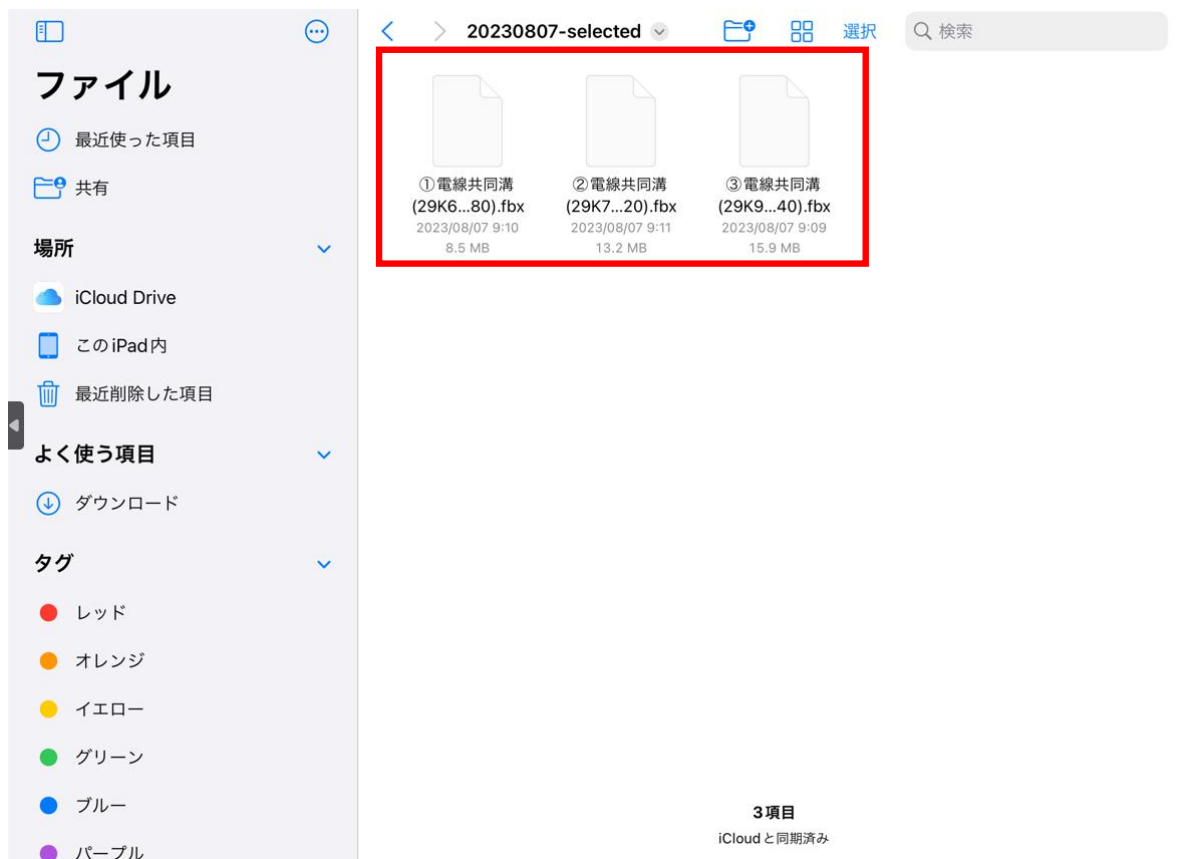 ファイル
最近使った項目
共有
場所
iCloud Drive
このiPad内
最近削除した項目
よく使う項目
ダウンロード
タグ
レッド
オレンジ
イエロー
グリーン
ブルー
パープル
20230807-selected
選択
検索
①電線共同溝
(29K6...80).fbx
2023/08/07 9:10
8.5 MB
②電線共同溝
(29K7...20).fbx
2023/08/07 9:11
13.2 MB
③電線共同溝
(29K9...40).fbx
2023/08/07 9:09
15.9 MB
3項目
iCloudと同期済み